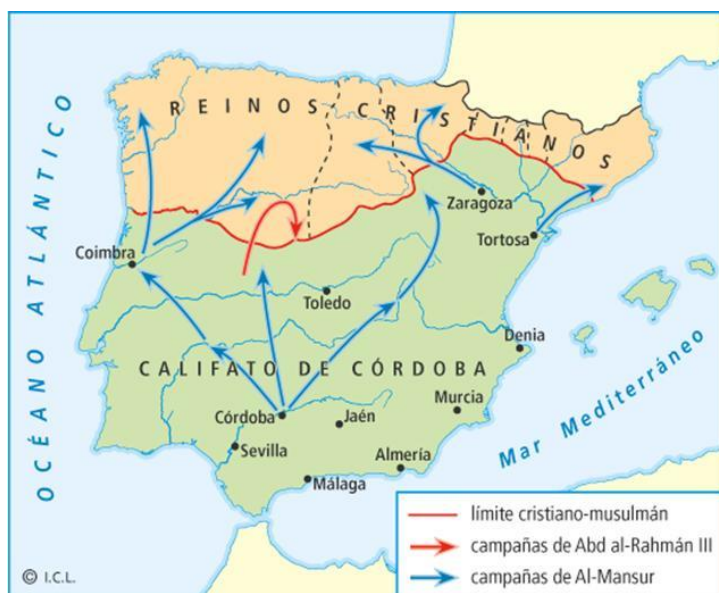 REINOS CRISTIANOS
OCÉANO ATLÁNTICO
Zaragoza
Tortosa
Coimbra
Toledo
Denia
CALIFATO DE CÓRDOBA
Murcia
Córdoba
Jaén
Sevilla
Almería
Málaga
Mar Mediterráneo
límite cristiano-musulmán
campañas de Abd al-Rahmán III
campañas de Al-Mansur
© I.C.L.